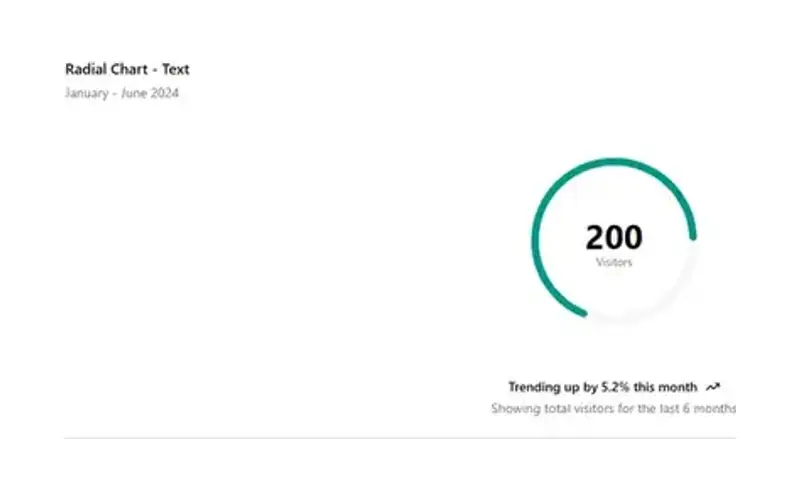 Radial Chart - Text
January - June 2024
200
Visitors
Trending up by 5.2% this month
Showing total visitors for the last 6 months